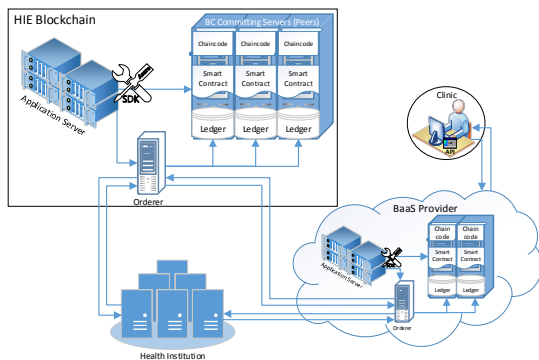 HIE Blockchain
BC Committing Servers (Peers)
Chaincode
Chaincode
Chaincode
Smart
Contract
Smart
Contract
Smart
Contract
Ledger
Ledger
Ledger
SDK
Application Server
Orderer
Clinic
API
BaaS Provider
Chain
code
Chain
code
Smart
Contract
Smart
Contract
Ledger
Ledger
SDK
Application Server
Orderer
Health Institution